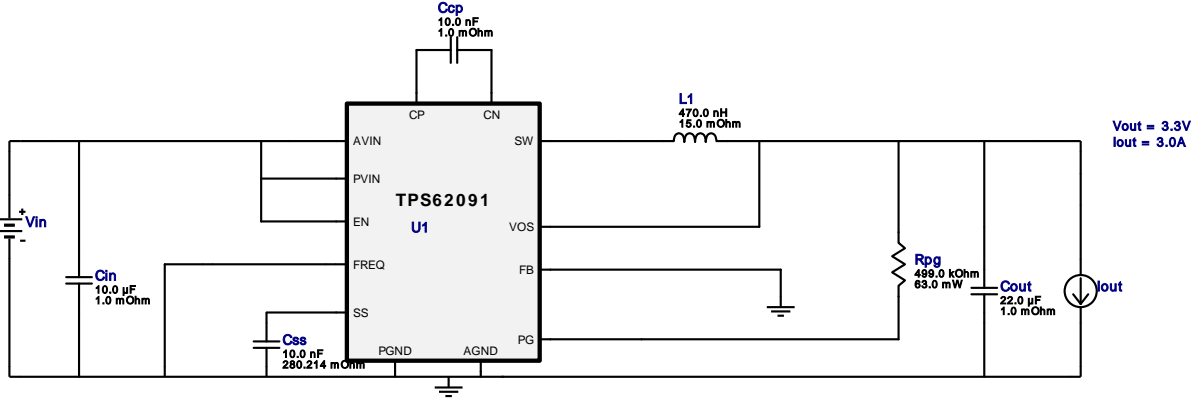 Ccp
10.0 nF
1.0 mOhm
CP
CN
L1
470.0 nH
15.0 mOhm
Vout = 3.3V
Iout = 3.0A
AVIN
SW
PVIN
TPS62091
U1
EN
VOS
+
Vin
-
FREQ
FB
Cin
10.0 µF
1.0 mOhm
Rpg
499.0 kOhm
63.0 mW
Cout
22.0 µF
1.0 mOhm
Iout
SS
Css
10.0 nF
280.214 mOhm
PG
PGND
AGND